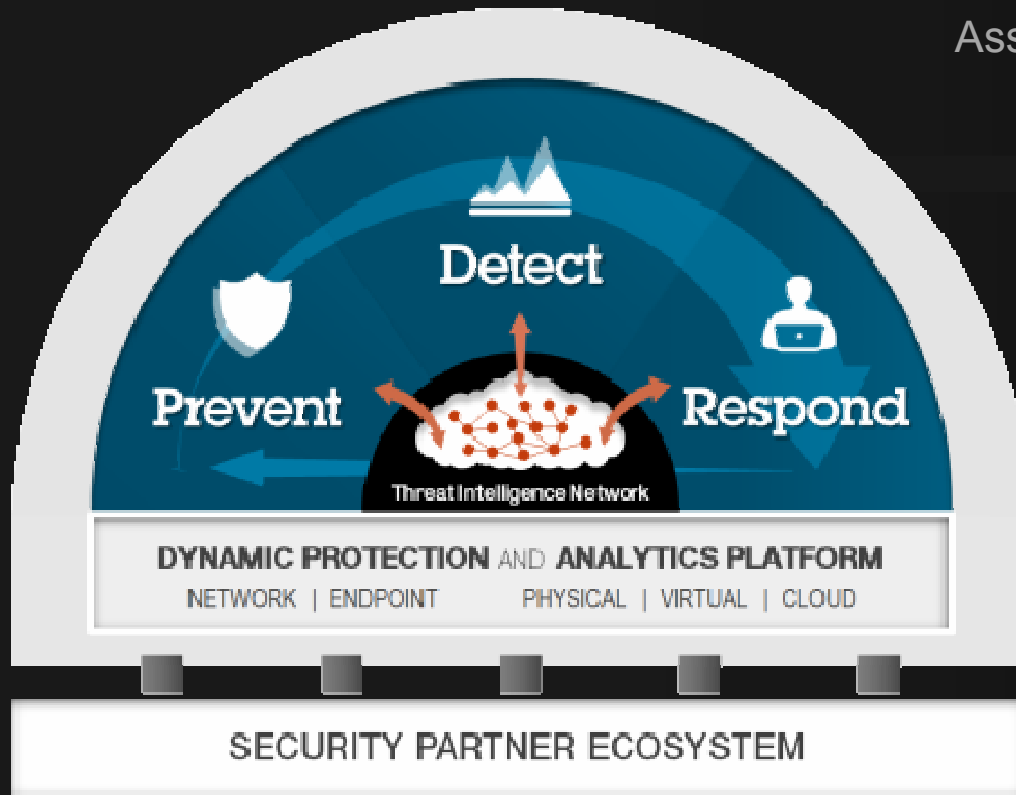 Ass
Detect
Prevent
Respond
Threat Intelligence Network
DYNAMIC PROTECTION AND ANALYTICS PLATFORM
NETWORK | ENDPOINT PHYSICAL | VIRTUAL | CLOUD
SECURITY PARTNER ECOSYSTEM